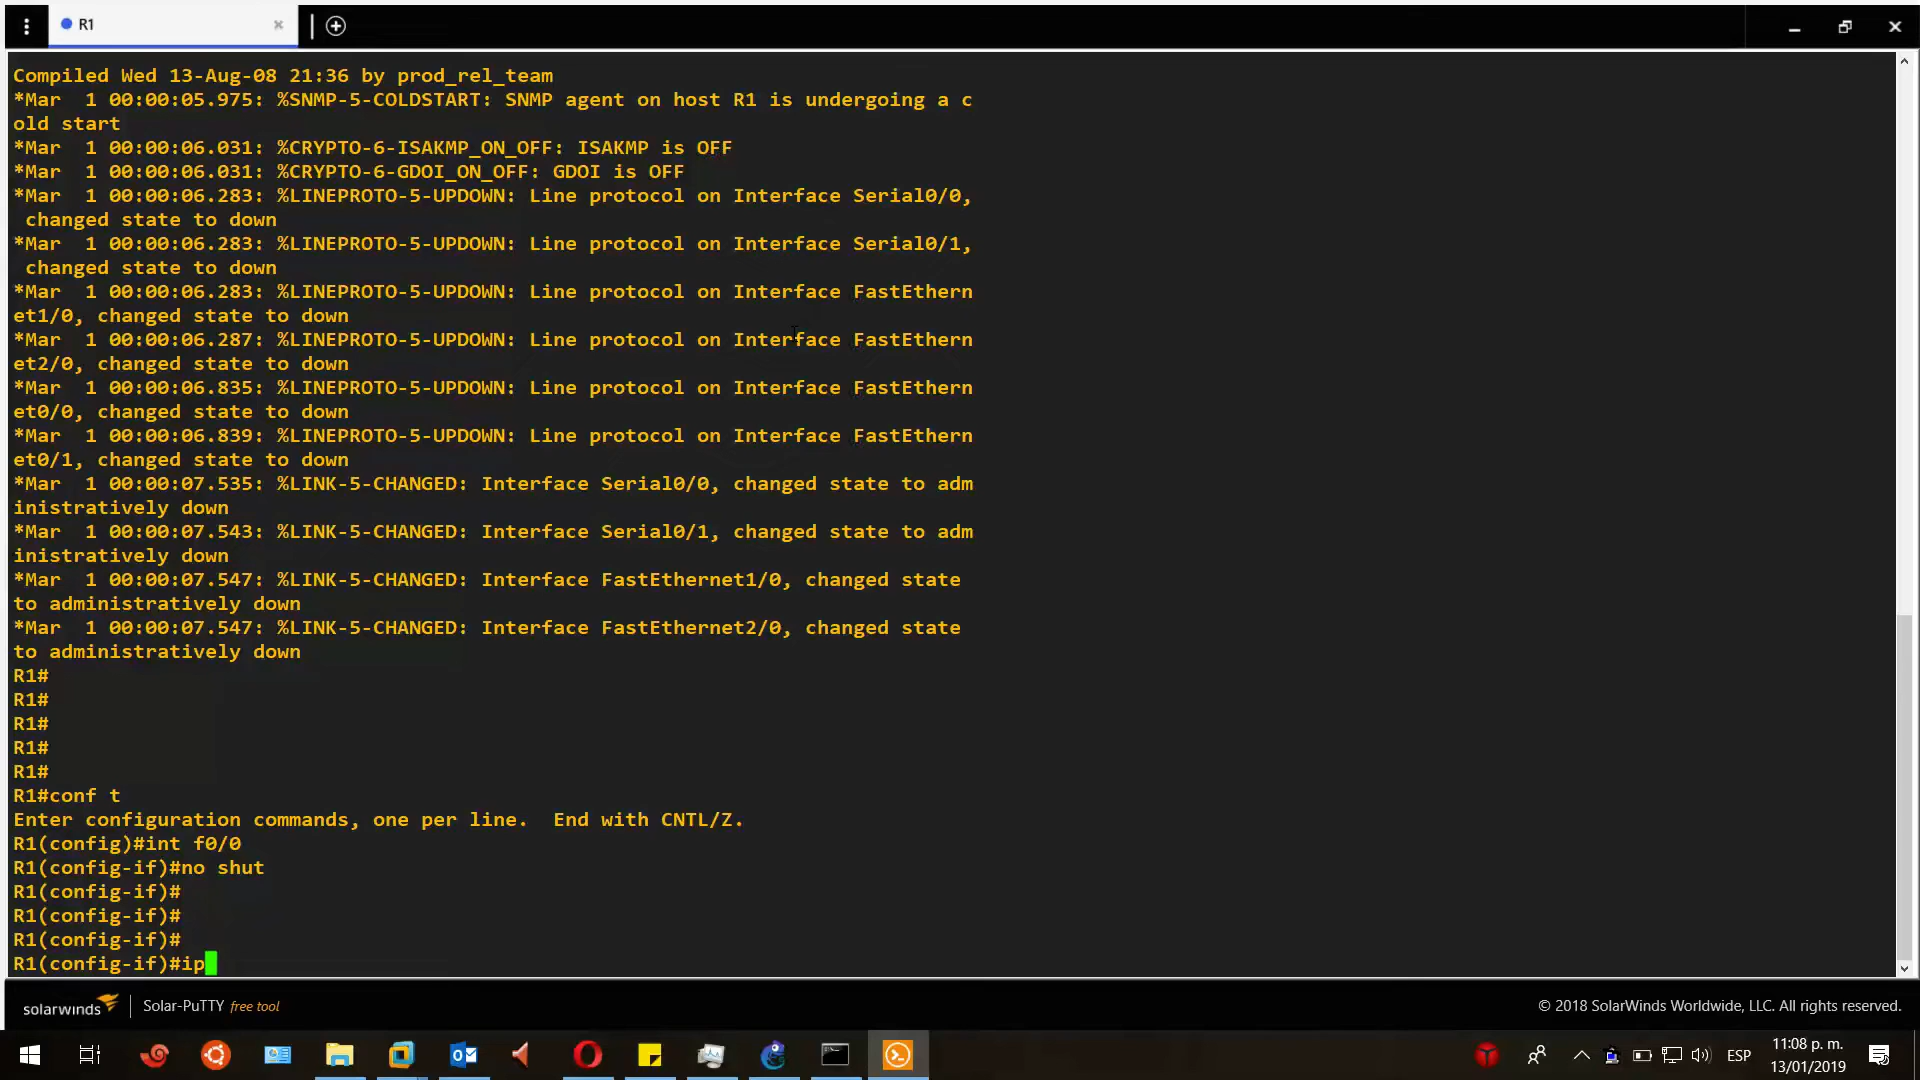 R1
Compiled Wed 13-Aug-08 21:36 by prod_rel_team
*Mar  1 00:00:05.975: %SNMP-5-COLDSTART: SNMP agent on host R1 is undergoing a c
old start
*Mar  1 00:00:06.031: %CRYPTO-6-ISAKMP_ON_OFF: ISAKMP is OFF
*Mar  1 00:00:06.031: %CRYPTO-6-GDOI_ON_OFF: GDOI is OFF
*Mar  1 00:00:06.283: %LINEPROTO-5-UPDOWN: Line protocol on Interface Serial0/0,
 changed state to down
*Mar  1 00:00:06.283: %LINEPROTO-5-UPDOWN: Line protocol on Interface Serial0/1,
 changed state to down
*Mar  1 00:00:06.283: %LINEPROTO-5-UPDOWN: Line protocol on Interface FastEthern
et1/0, changed state to down
*Mar  1 00:00:06.287: %LINEPROTO-5-UPDOWN: Line protocol on Interface FastEthern
et2/0, changed state to down
*Mar  1 00:00:06.835: %LINEPROTO-5-UPDOWN: Line protocol on Interface FastEthern
et0/0, changed state to down
*Mar  1 00:00:06.839: %LINEPROTO-5-UPDOWN: Line protocol on Interface FastEthern
et0/1, changed state to down
*Mar  1 00:00:07.535: %LINK-5-CHANGED: Interface Serial0/0, changed state to adm
inistratively down
*Mar  1 00:00:07.543: %LINK-5-CHANGED: Interface Serial0/1, changed state to adm
inistratively down
*Mar  1 00:00:07.547: %LINK-5-CHANGED: Interface FastEthernet1/0, changed state
to administratively down
*Mar  1 00:00:07.547: %LINK-5-CHANGED: Interface FastEthernet2/0, changed state
to administratively down
R1#
R1#
R1#
R1#
R1#
R1#conf t
Enter configuration commands, one per line.  End with CNTL/Z.
R1(config)#int f0/0
R1(config-if)#no shut
R1(config-if)#
R1(config-if)#
R1(config-if)#
R1(config-if)#ip
solarwinds Solar-PuTTY free tool © 2018 SolarWinds Worldwide, LLC. All rights reserved.
ESP 11:08 p. m.
13/01/2019